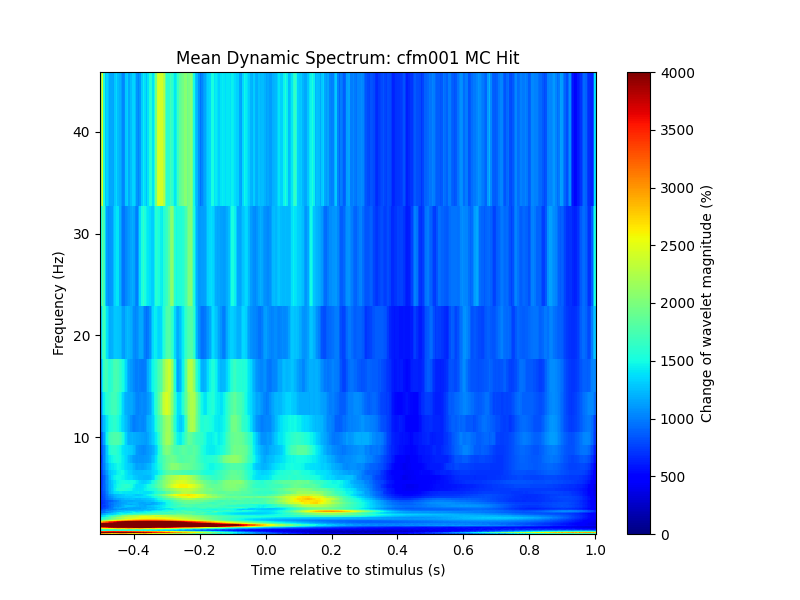 Mean Dynamic Spectrum: cfm001 MC Hit
Frequency (Hz)
40
30
20
10
−0.4 −0.2 0.0 0.2 0.4 0.6 0.8 1.0
Time relative to stimulus (s)
4000
3500
3000
2500
2000
1500
1000
500
0
Change of wavelet magnitude (%)